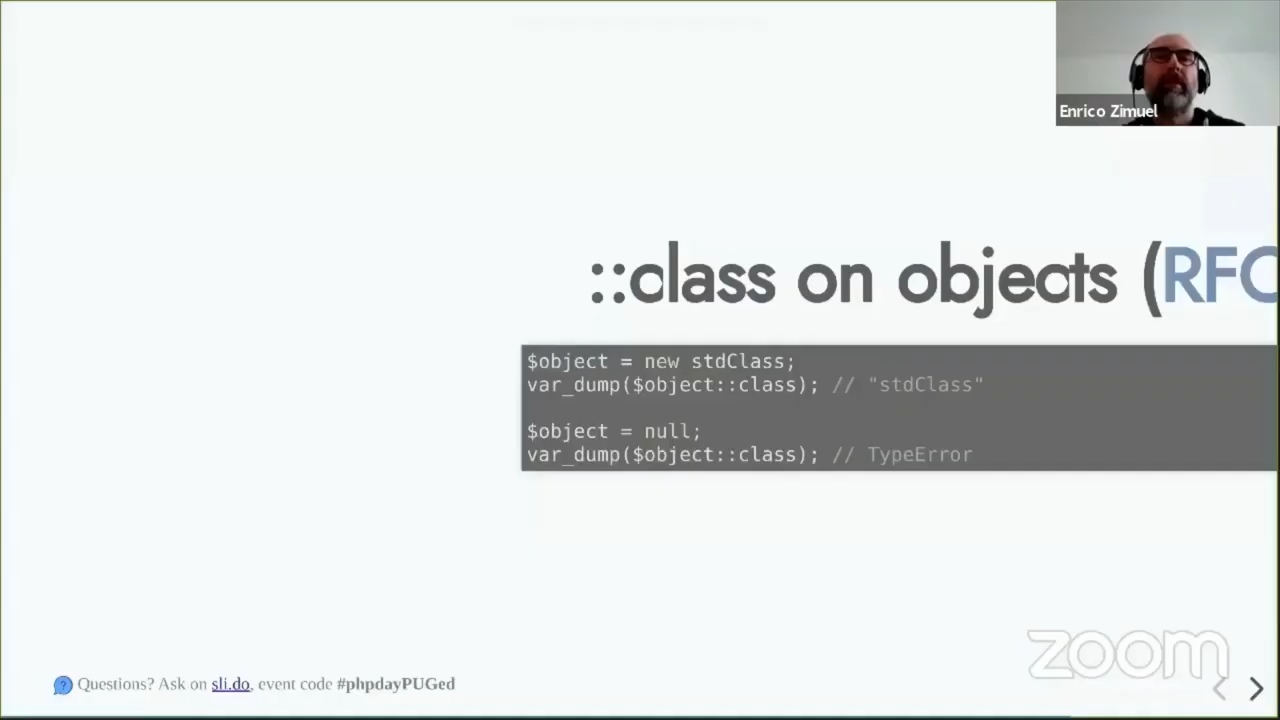 Enrico Zimuel
::class on objects (RFC
$object = new stdClass;
var_dump($object::class); // "stdClass"
$object = null;
var_dump($object::class); // TypeError
zoom
? Questions? Ask on sli.do, event code #phpdayPUGed